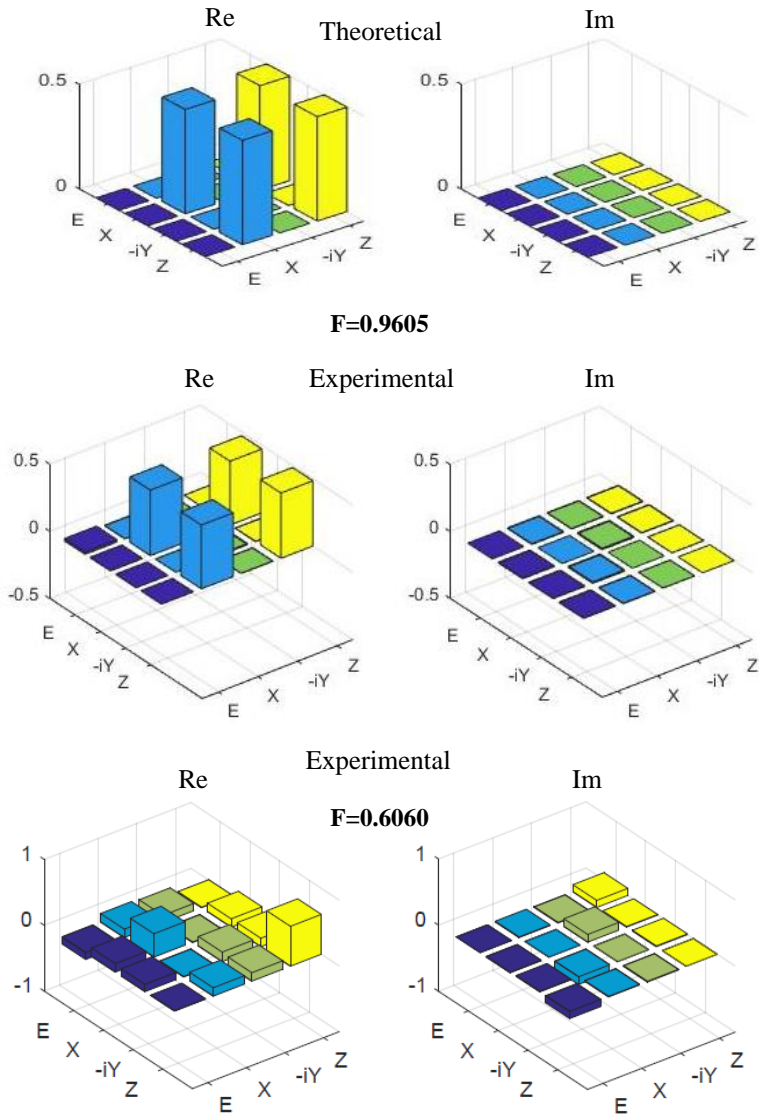 Re Theoretical Im
0.5 0.5
0 0
E E
X Z X Z
-iY -iY -iY -iY
Z X Z X
E E
F=0.9605
Re Experimental Im
0.5 0.5
0 0
-0.5 -0.5
E E
X Z X Z
-iY -iY -iY -iY
Z X Z X
E E
Experimental
Re Im
F=0.6060
1 1
0 0
-1 -1
E E
X Z X Z
-iY -iY -iY -iY
Z X Z X
E E